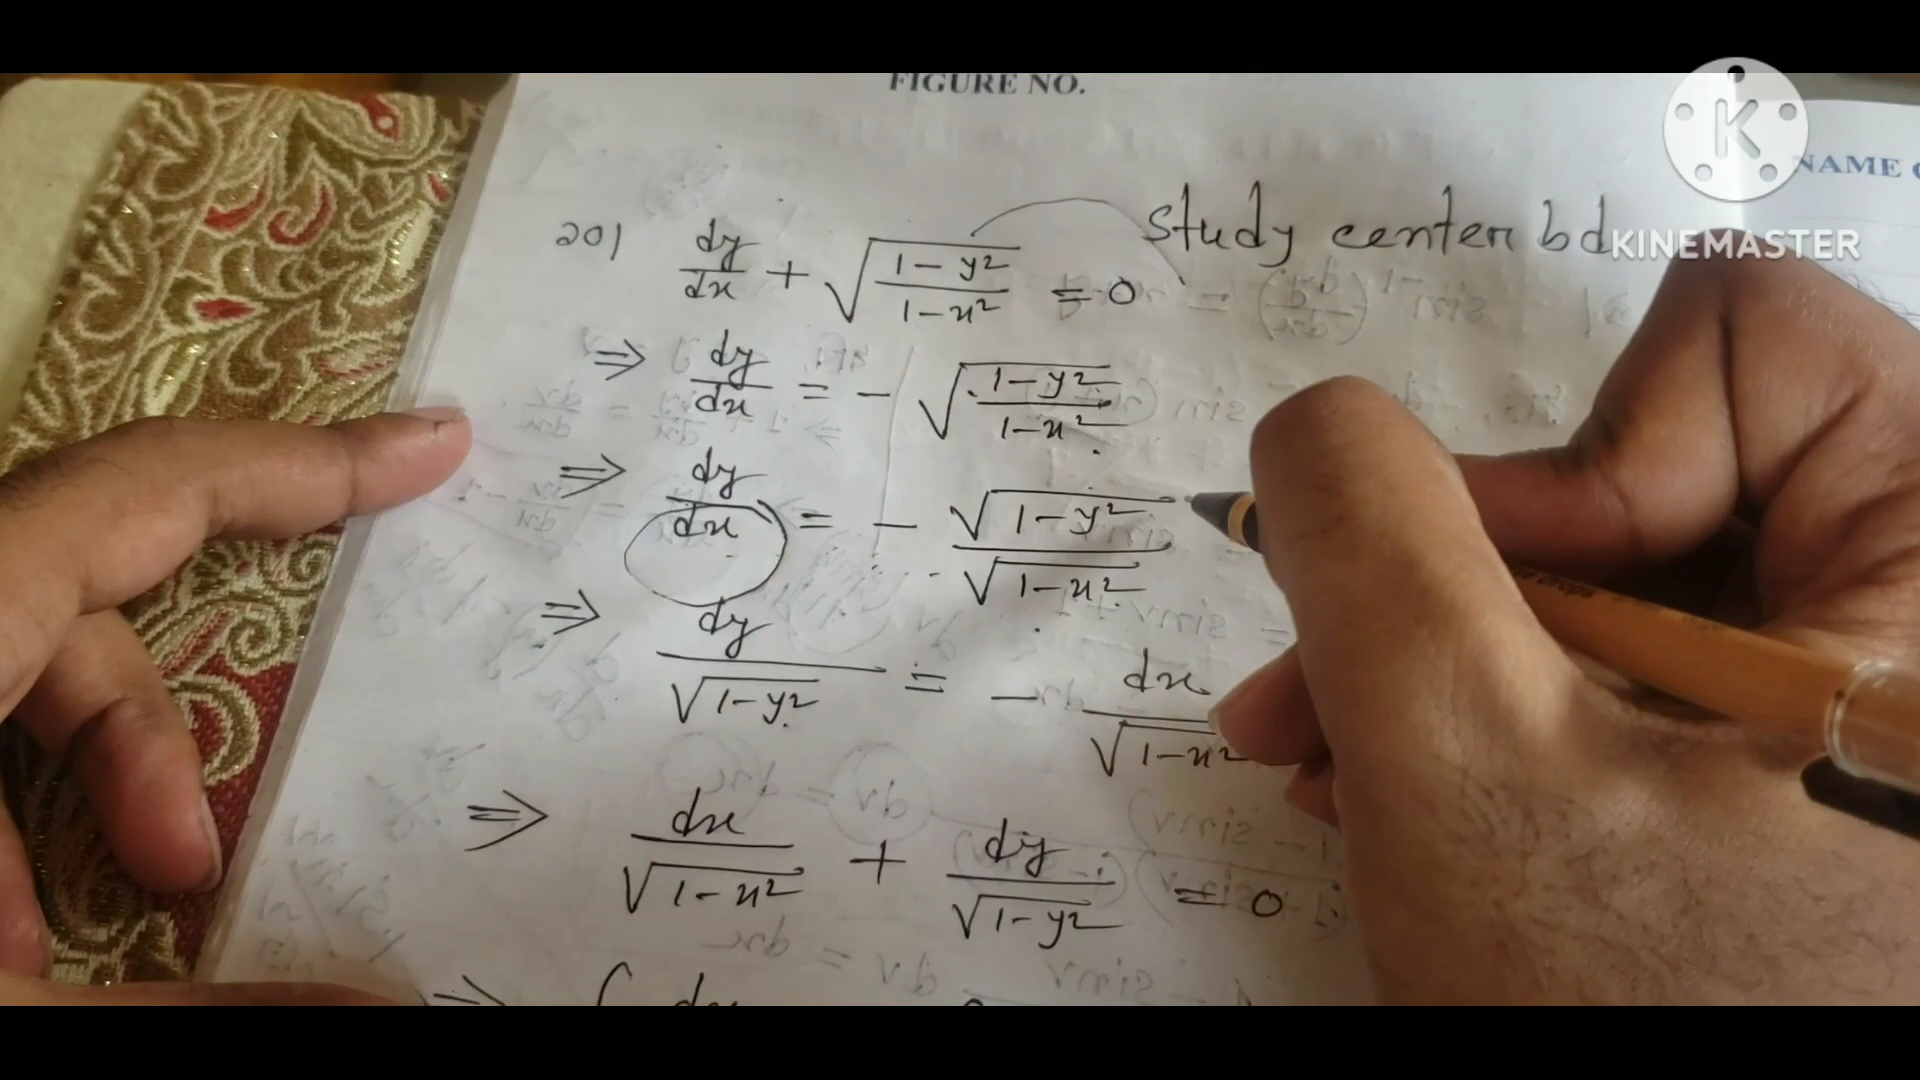 FIGURE NO.
K
NAME
KINEMASTER
Study center bd
20) dy/dx + √((1-y²)/(1-x²)) = 0
⇒ dy/dx = - √((1-y²)/(1-x²))
⇒ dy/dx = - √(1-y²)/√(1-x²)
⇒ dy/√(1-y²) = - dx/√(1-x²)
⇒ dx/√(1-x²) + dy/√(1-y²) = 0
⇒ ∫ dx